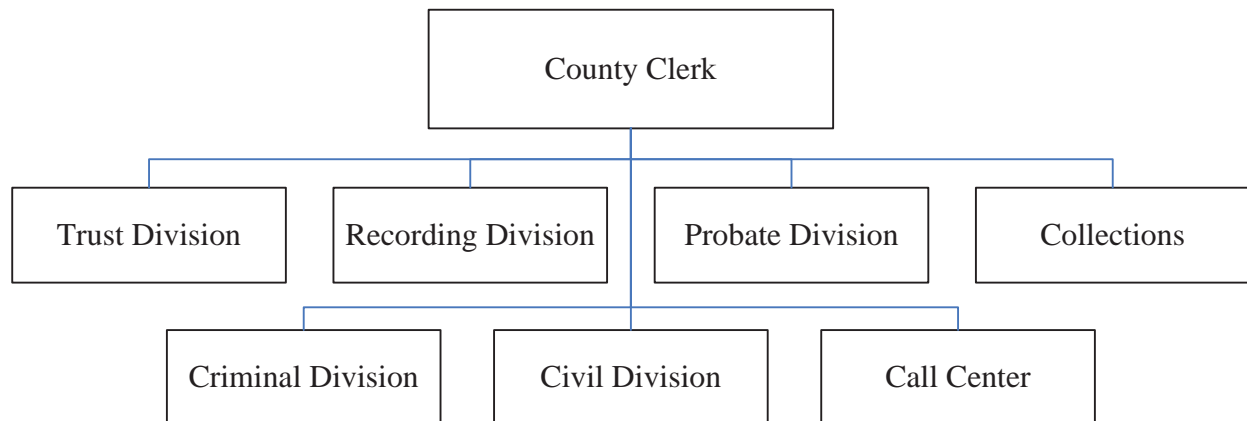 County Clerk
Trust Division
Recording Division
Probate Division
Collections
Criminal Division
Civil Division
Call Center